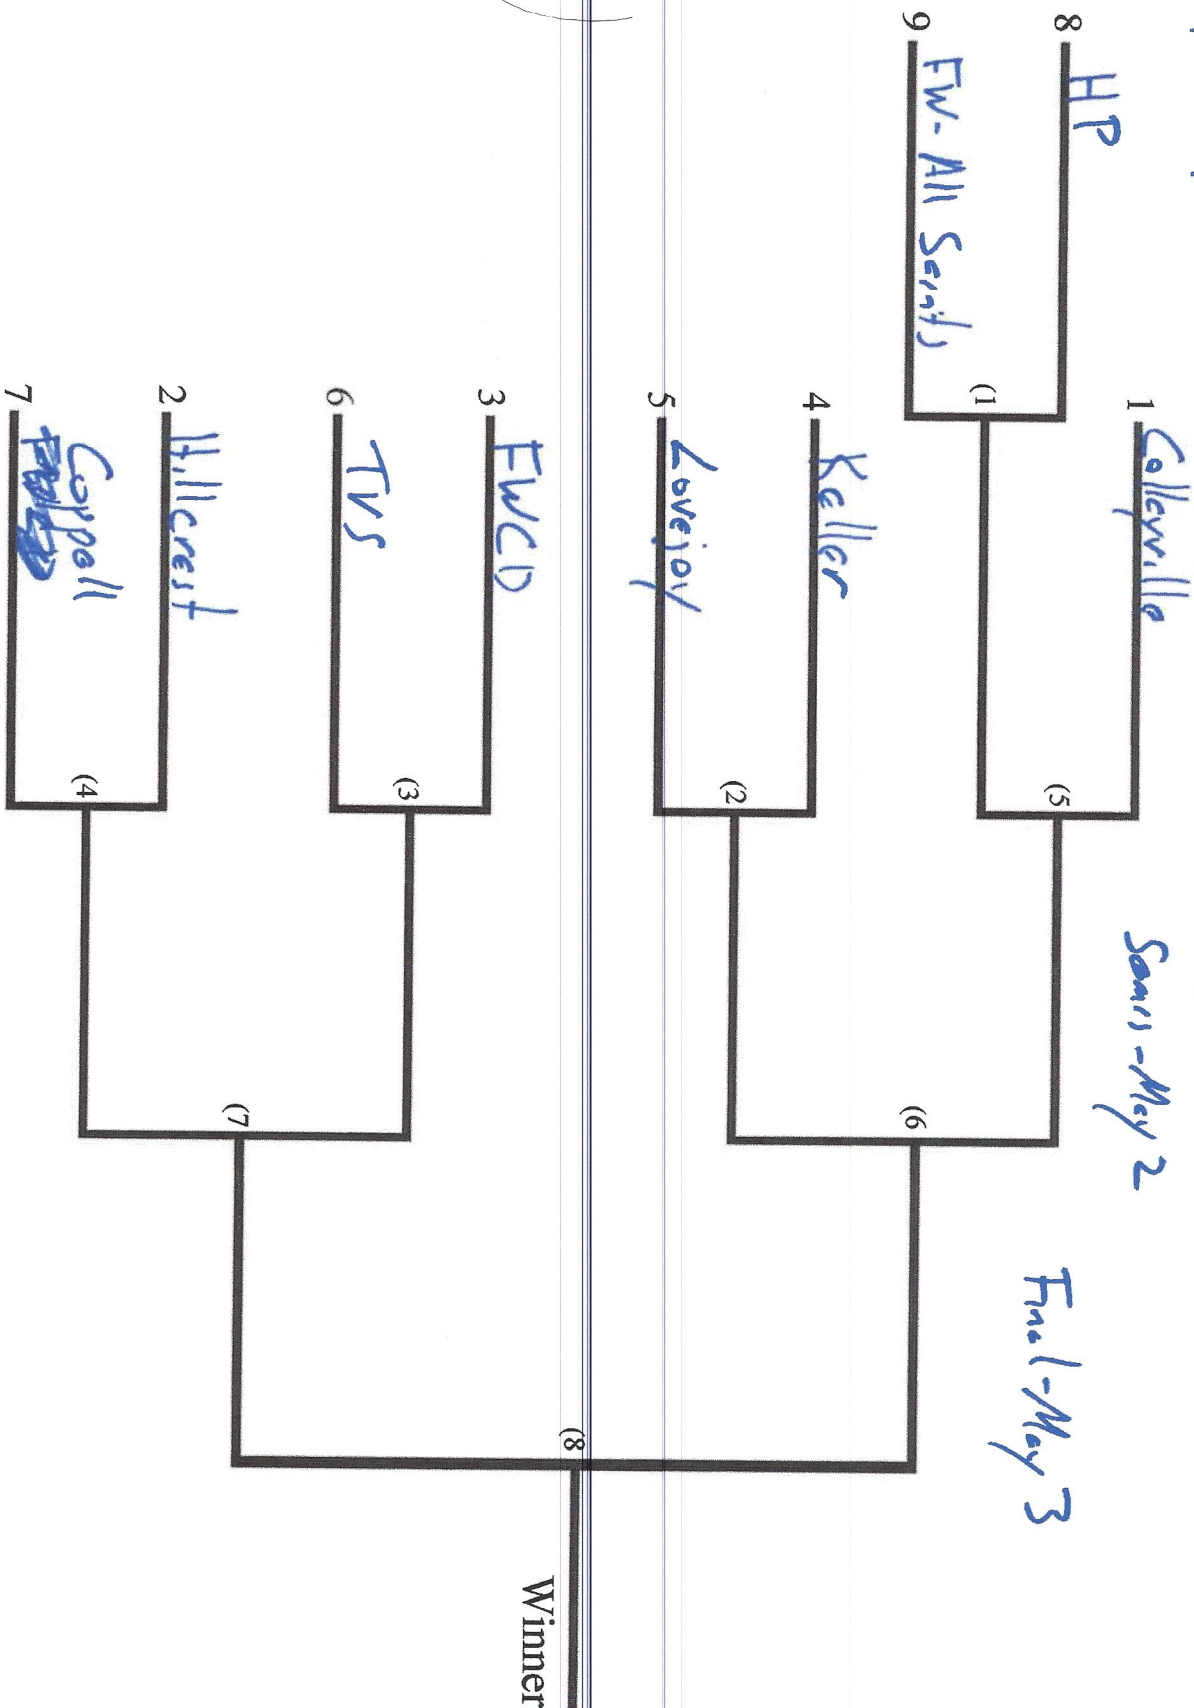 1 Colleyville
Semis - May 2
8 HP
(5
Final - May 3
(1
9 FW - All Saints
(6
4 Keller
(2
5 Lovejoy
(8
Winner
3 FWCD
(3
6 TVS
(7
2 Hillcrest
(4
7 Coppell